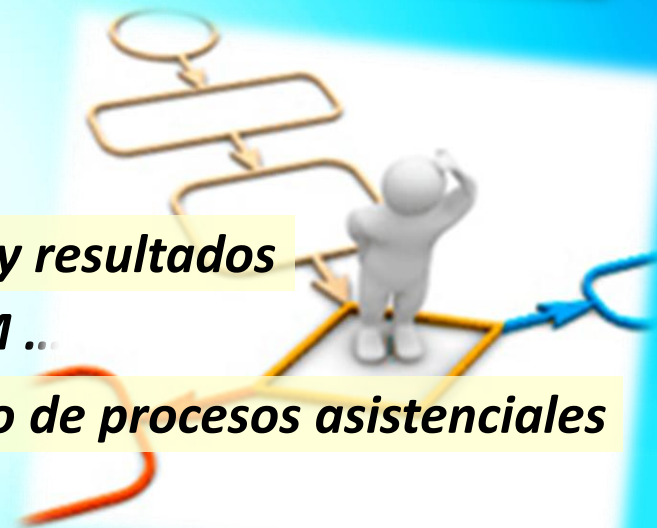 y resultados
M ...
o de procesos asistenciales